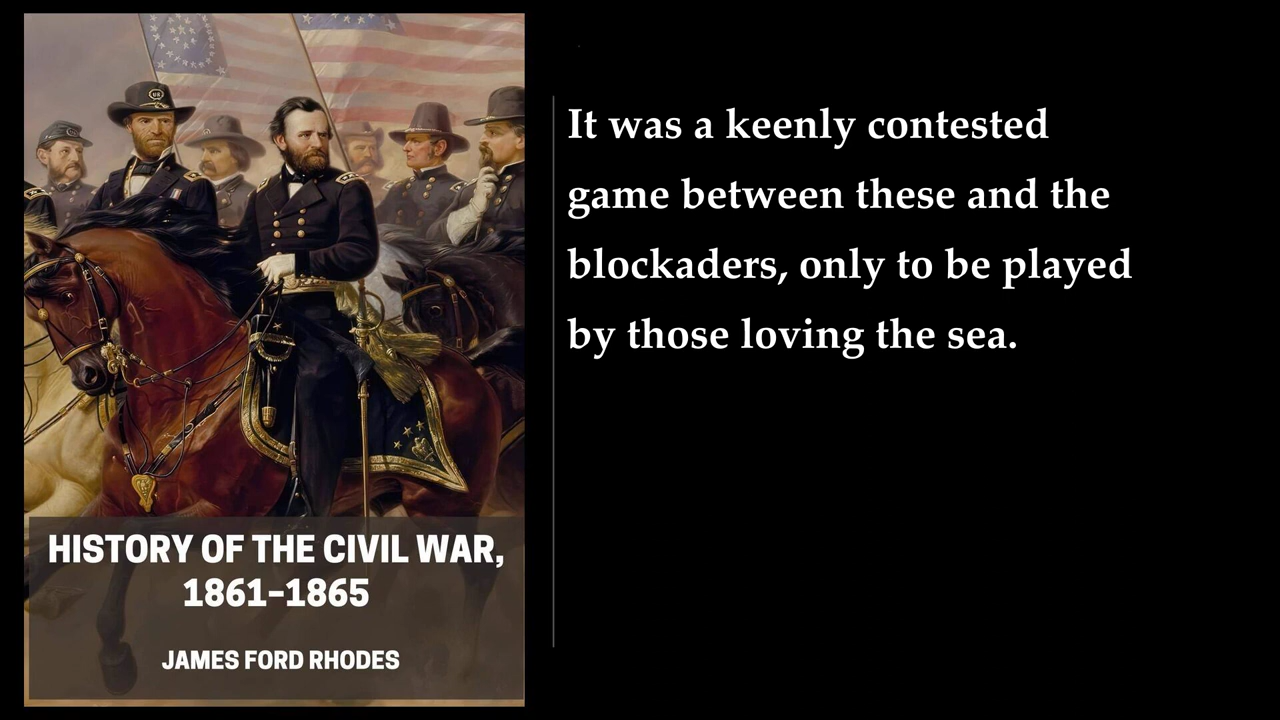 HISTORY OF THE CIVIL WAR,
1861–1865
JAMES FORD RHODES
It was a keenly contested
game between these and the
blockaders, only to be played
by those loving the sea.